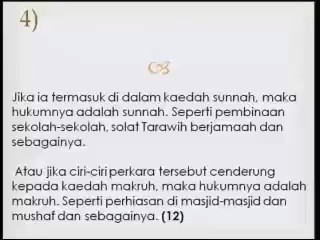 4)
Jika ia termasuk di dalam kaedah sunnah, maka
hukumnya adalah sunnah. Seperti pembinaan
sekolah-sekolah, solat Tarawih berjamaah dan
sebagainya.
Atau jika ciri-ciri perkara tersebut cenderung
kepada kaedah makruh, maka hukumnya adalah
makruh. Seperti perhiasan di masjid-masjid dan
mushaf dan sebagainya. (12)